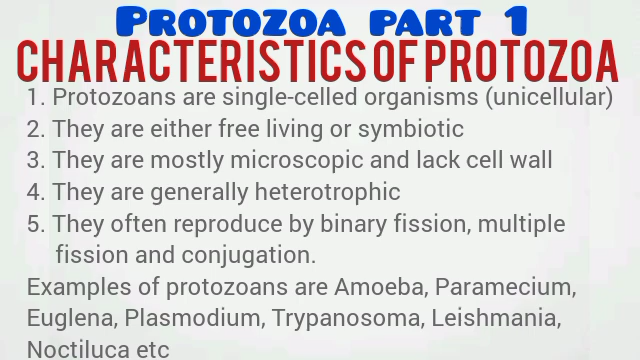 PROTOZOA PART 1
CHARACTERISTICS OF PROTOZOA
1. Protozoans are single-celled organisms (unicellular)
2. They are either free living or symbiotic
3. They are mostly microscopic and lack cell wall
4. They are generally heterotrophic
5. They often reproduce by binary fission, multiple
fission and conjugation.
Examples of protozoans are Amoeba, Paramecium,
Euglena, Plasmodium, Trypanosoma, Leishmania,
Noctiluca etc